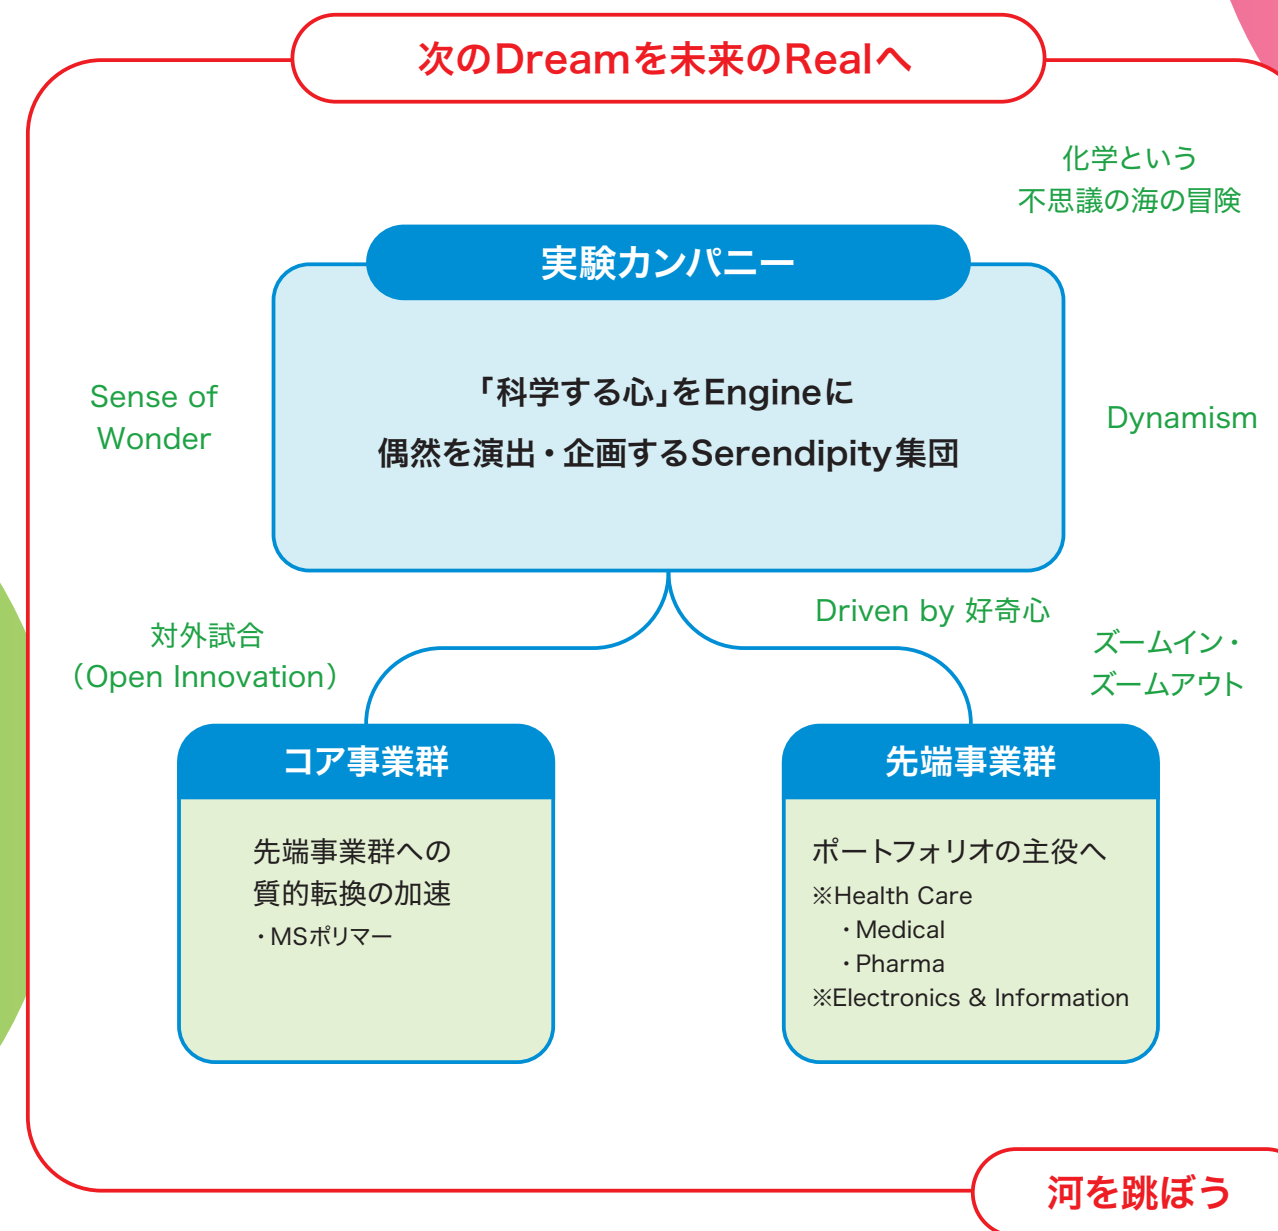 次のDreamを未来のRealへ
化学という
不思議の海の冒険
実験カンパニー
「科学する心」をEngineに
偶然を演出・企画するSerendipity集団
Sense of
Wonder
Dynamism
Driven by 好奇心
対外試合
（Open Innovation）
ズームイン・
ズームアウト
コア事業群
先端事業群への
質的転換の加速
・MSポリマー
先端事業群
ポートフォリオの主役へ
※Health Care
・Medical
・Pharma
※Electronics & Information
河を跳ぼう